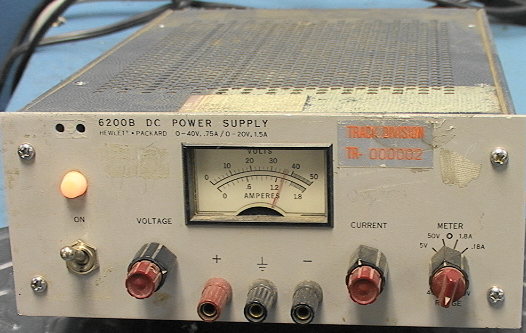 6200B DC POWER SUPPLY
HEWLETT • PACKARD 0-40V, .75A / 0-20V, 1.5A
TRACK DIVISION
TR- 000002
VOLTS
0 10 20 30 40 50
0 .6 1.2 1.8
AMPERES
ON
VOLTAGE
CURRENT
METER
50V 1.8A
5V .18A
+
-